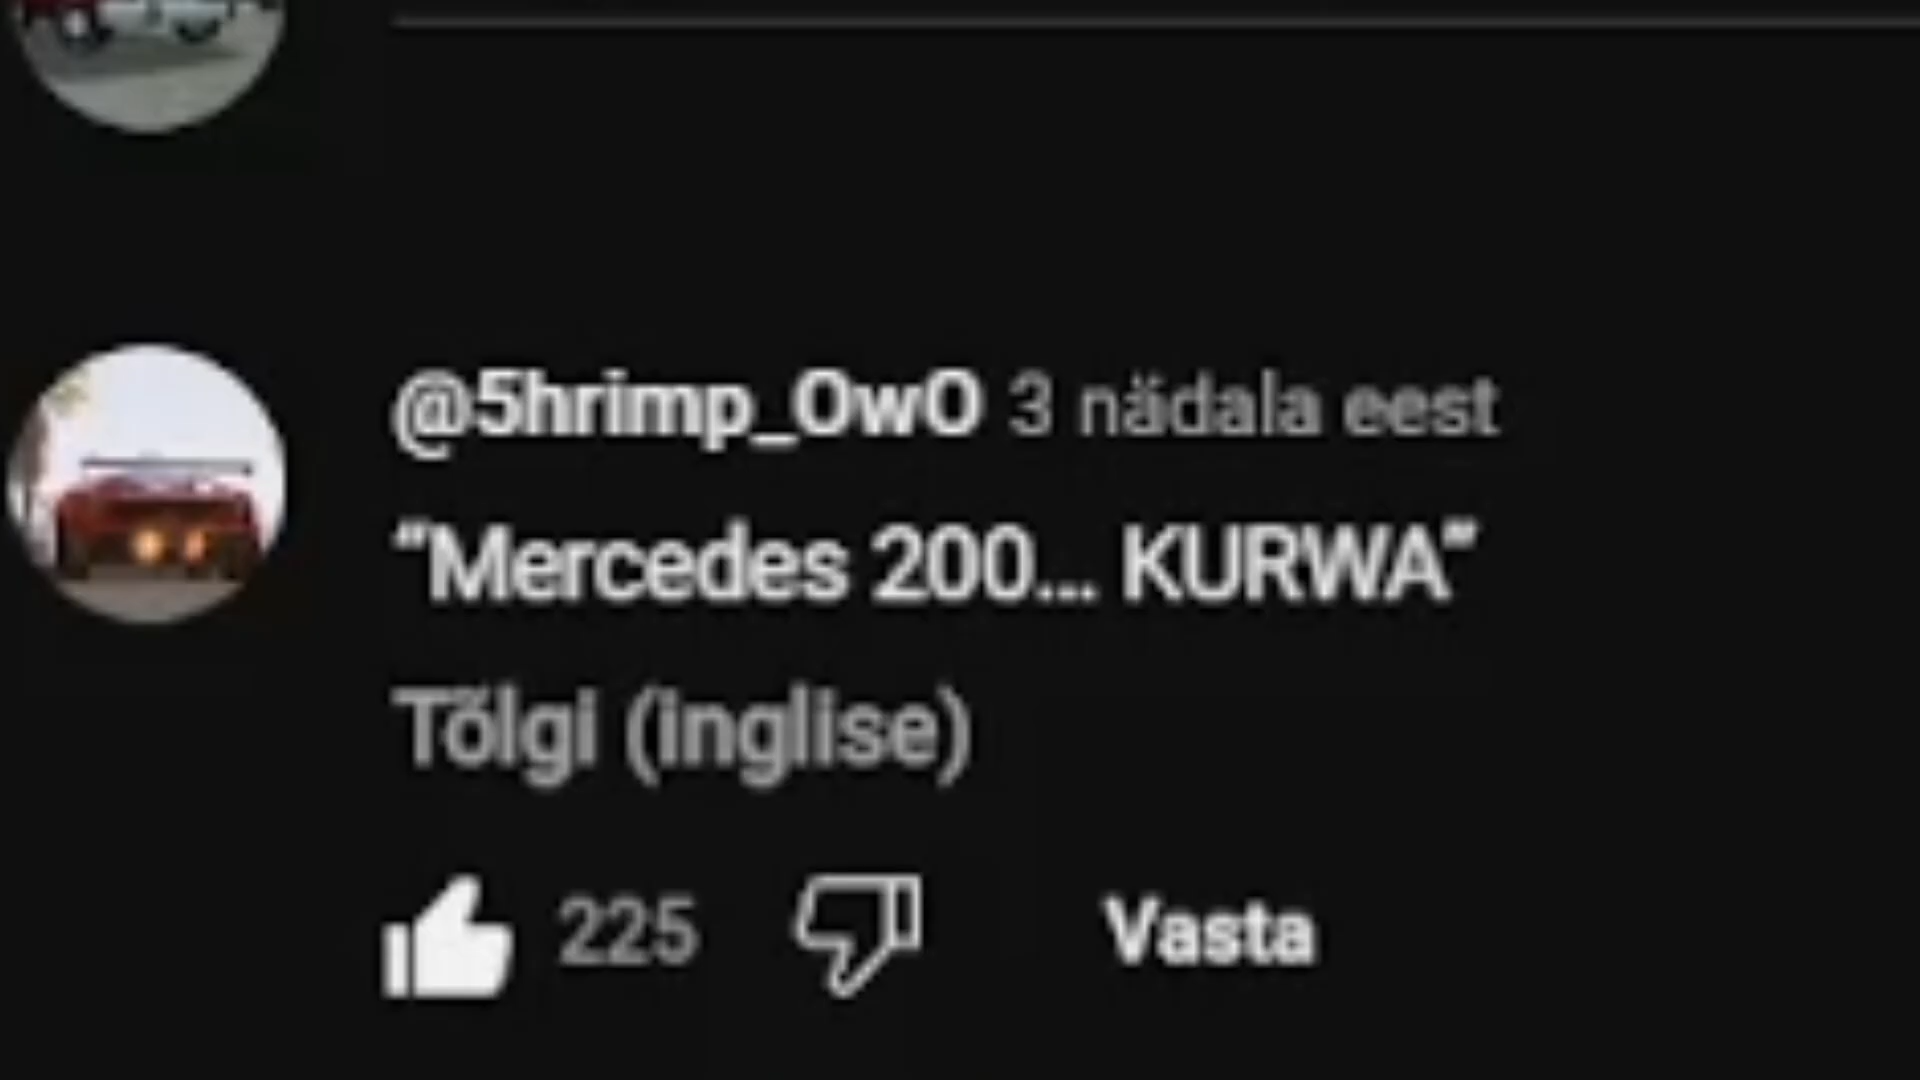 @5hrimp_OwO 3 nädala eest
“Mercedes 200... KURWA”
Tõlgi (inglise)
225 Vasta